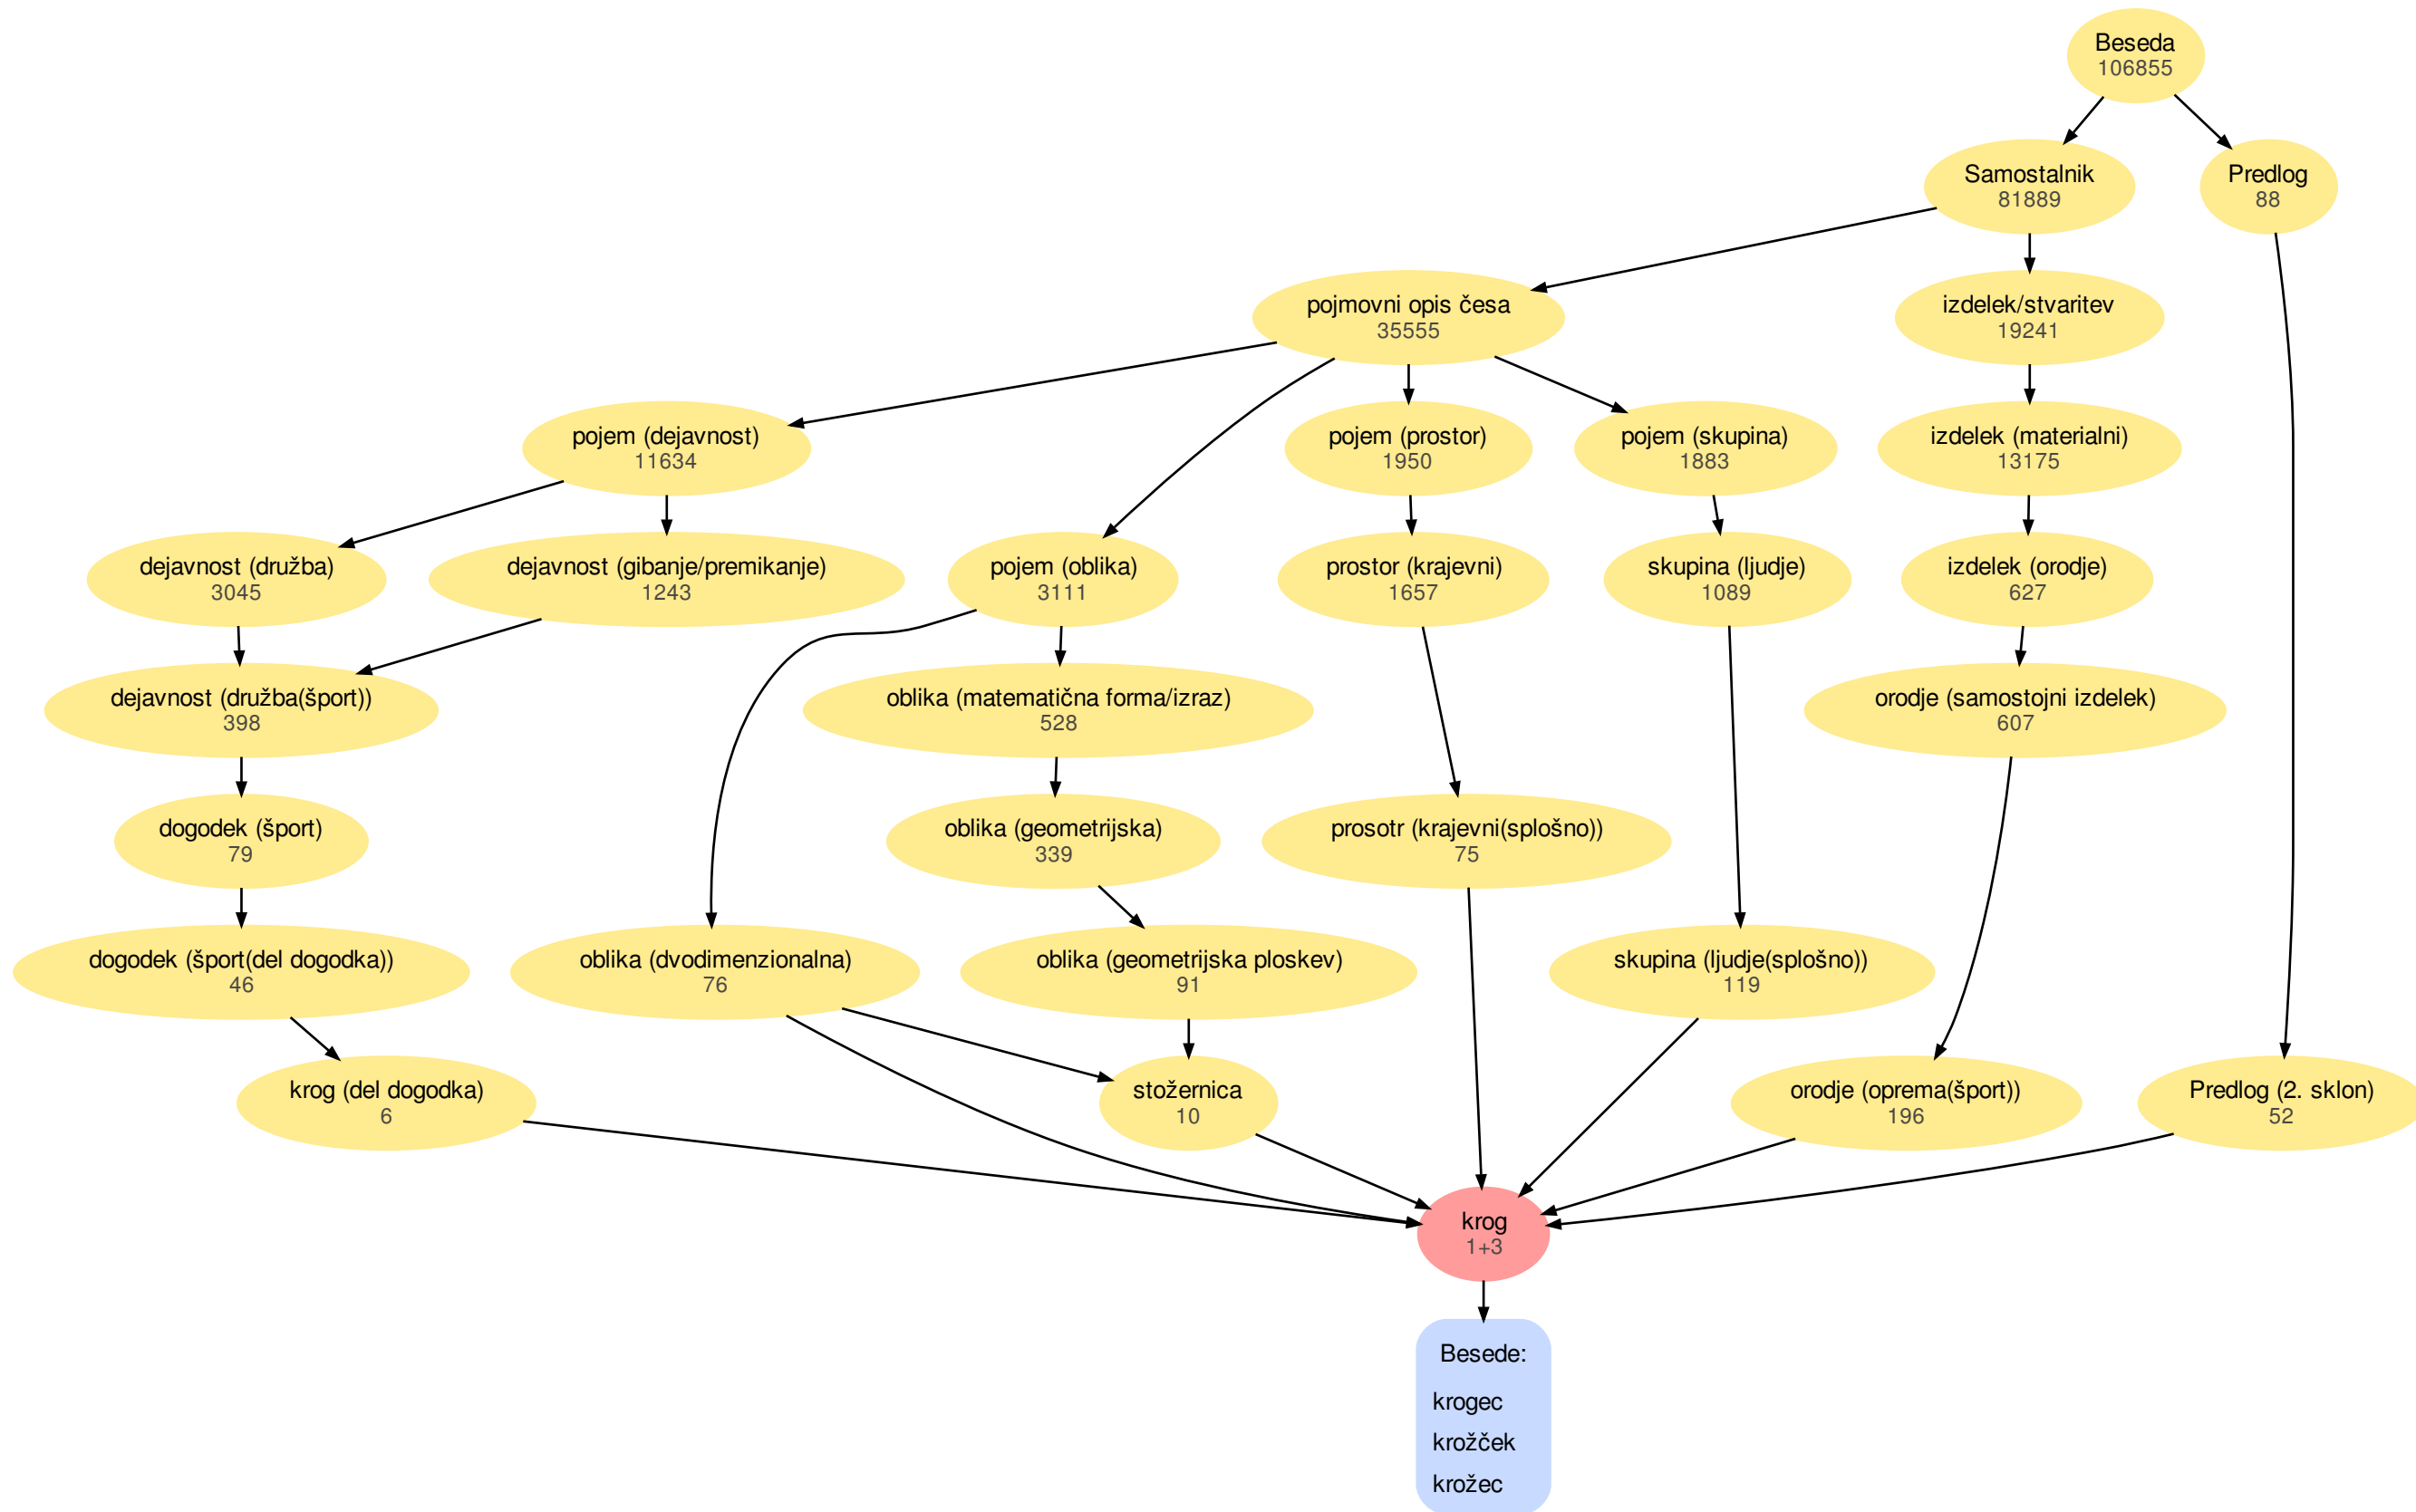 Beseda
106855
Samostalnik
81889
Predlog
88
pojmovni opis česa
35555
izdelek/stvaritev
19241
pojem (dejavnost)
11634
pojem (prostor)
1950
pojem (skupina)
1883
izdelek (materialni)
13175
dejavnost (družba)
3045
dejavnost (gibanje/premikanje)
1243
pojem (oblika)
3111
prostor (krajevni)
1657
skupina (ljudje)
1089
izdelek (orodje)
627
dejavnost (družba(šport))
398
oblika (matematična forma/izraz)
528
orodje (samostojni izdelek)
607
dogodek (šport)
79
oblika (geometrijska)
339
prosotr (krajevni(splošno))
75
dogodek (šport(del dogodka))
46
oblika (dvodimenzionalna)
76
oblika (geometrijska ploskev)
91
skupina (ljudje(splošno))
119
krog (del dogodka)
6
stožernica
10
orodje (oprema(šport))
196
Predlog (2. sklon)
52
krog
1+3
Besede:
krogec
krožček
krožec